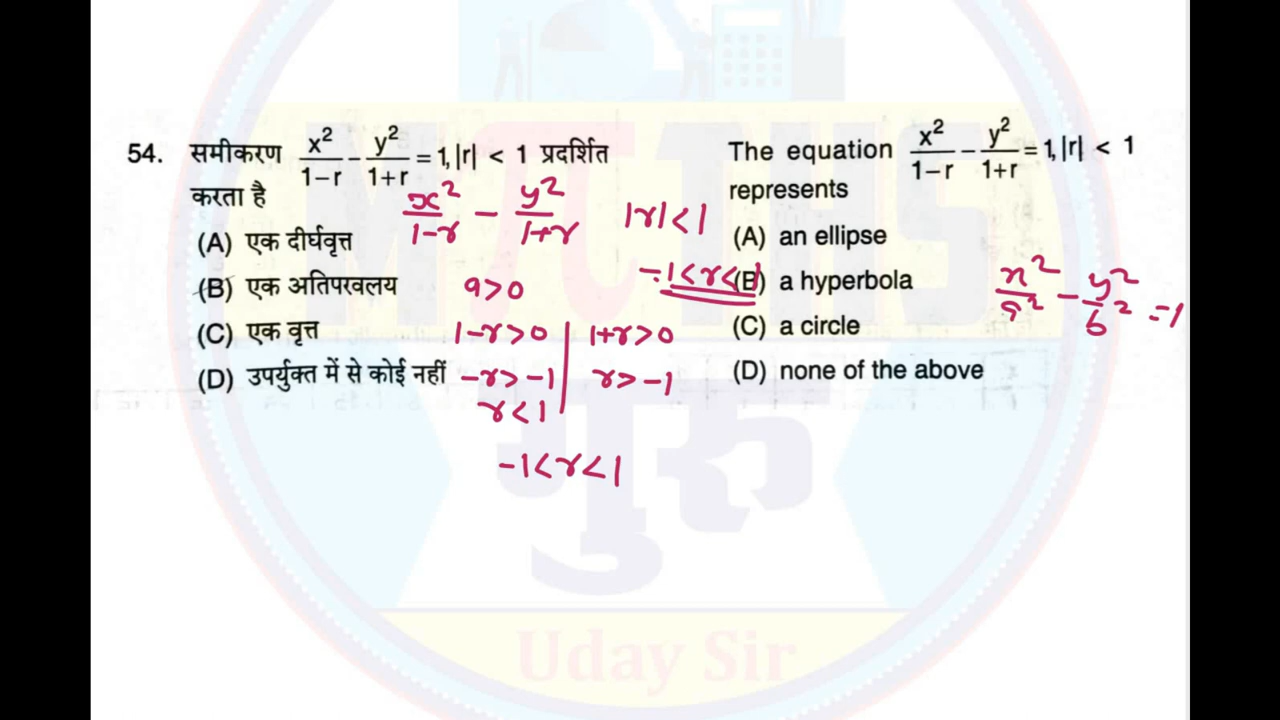 54. समीकरण x²/1−r − y²/1+r = 1, |r| < 1 प्रदर्शित
करता है
(A) एक दीर्घवृत्त
(B) एक अतिपरवलय
(C) एक वृत्त
(D) उपर्युक्त में से कोई नहीं
The equation x²/1−r − y²/1+r = 1, |r| < 1
represents
(A) an ellipse
(B) a hyperbola
(C) a circle
(D) none of the above
x²/1−r − y²/1+r
|r| < 1
−1 < r < 1
a > 0
1−r > 0 | 1+r > 0
−r > −1 | r > −1
r < 1
−1 < r < 1
x²/a² − y²/b² = 1
MπTHS
गुरु
Uday Sir